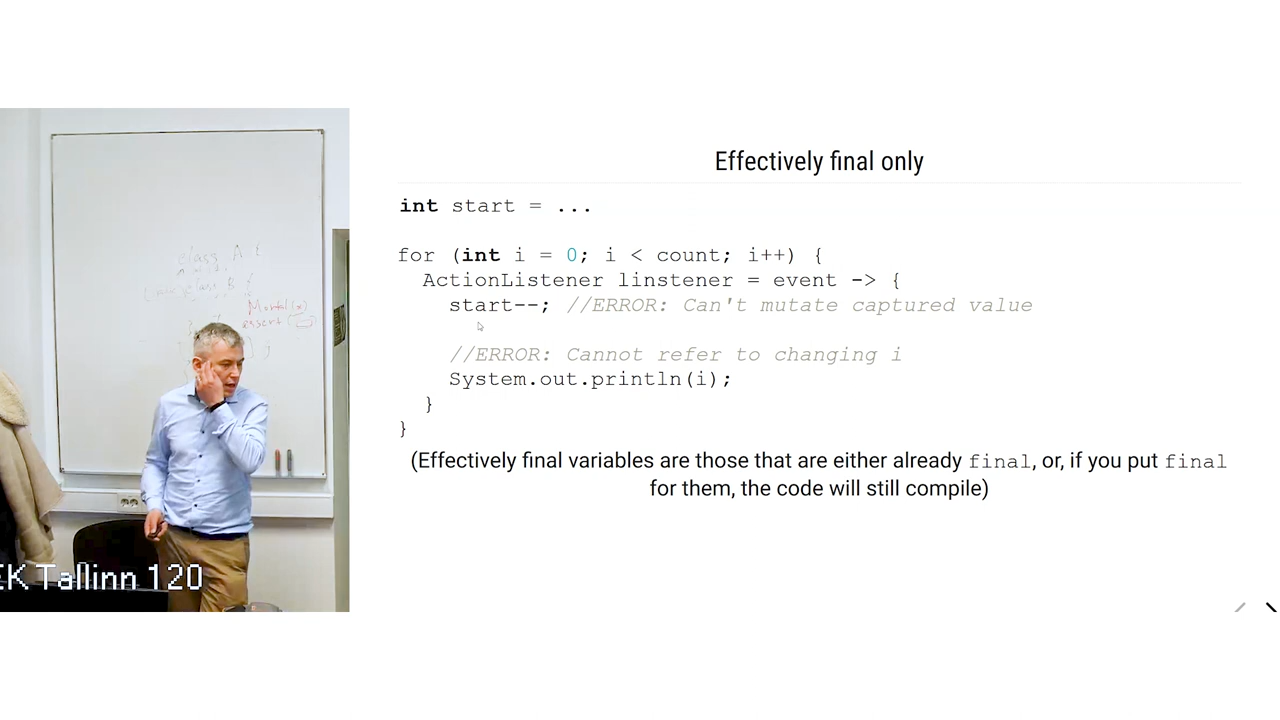 class A {
class B {
EK Tallinn 120
Effectively final only
int start = ...
for (int i = 0; i < count; i++) {
ActionListener linstener = event -> {
start--; //ERROR: Can't mutate captured value
//ERROR: Cannot refer to changing i
System.out.println(i);
}
}
(Effectively final variables are those that are either already final, or, if you put final
for them, the code will still compile)